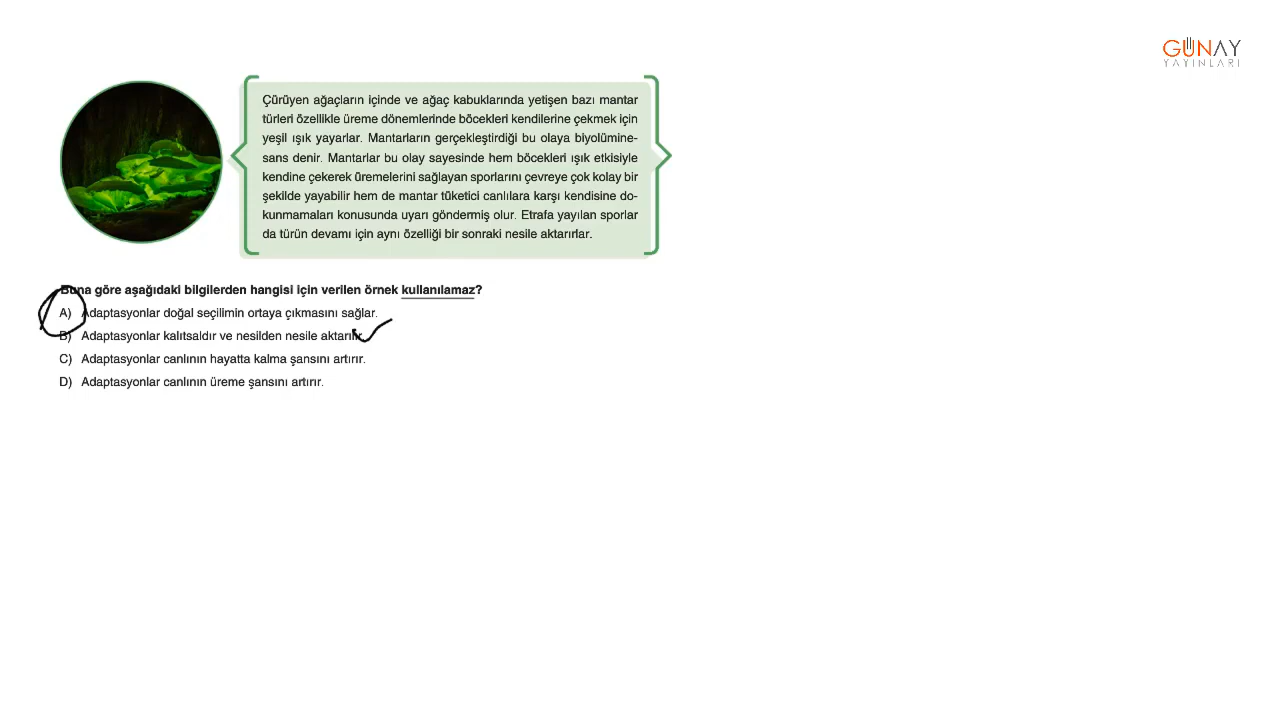 GÜNAY
YAYINLARI
Çürüyen ağaçların içinde ve ağaç kabuklarında yetişen bazı mantar
türleri özellikle üreme dönemlerinde böcekleri kendilerine çekmek için
yeşil ışık yayarlar. Mantarların gerçekleştirdiği bu olaya biyolümine-
sans denir. Mantarlar bu olay sayesinde hem böcekleri ışık etkisiyle
kendine çekerek üremelerini sağlayan sporlarını çevreye çok kolay bir
şekilde yayabilir hem de mantar tüketici canlılara karşı kendisine do-
kunmamaları konusunda uyarı göndermiş olur. Etrafa yayılan sporlar
da türün devamı için aynı özelliği bir sonraki nesile aktarırlar.
Buna göre aşağıdaki bilgilerden hangisi için verilen örnek kullanılamaz?
A) Adaptasyonlar doğal seçilimin ortaya çıkmasını sağlar.
B) Adaptasyonlar kalıtsaldır ve nesilden nesile aktarılır.
C) Adaptasyonlar canlının hayatta kalma şansını artırır.
D) Adaptasyonlar canlının üreme şansını artırır.